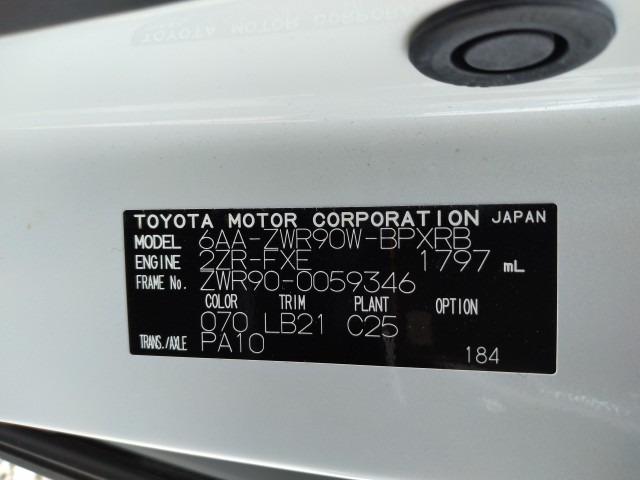 TOYOTA MOTOR CORPORATION JAPAN
MODEL 6AA-ZWR90W-BPXRB
ENGINE 2ZR-FXE 1797 mL
FRAME No. ZWR90-0059346
COLOR TRIM PLANT OPTION
070 LB21 C25
TRANS./AXLE PA10
184